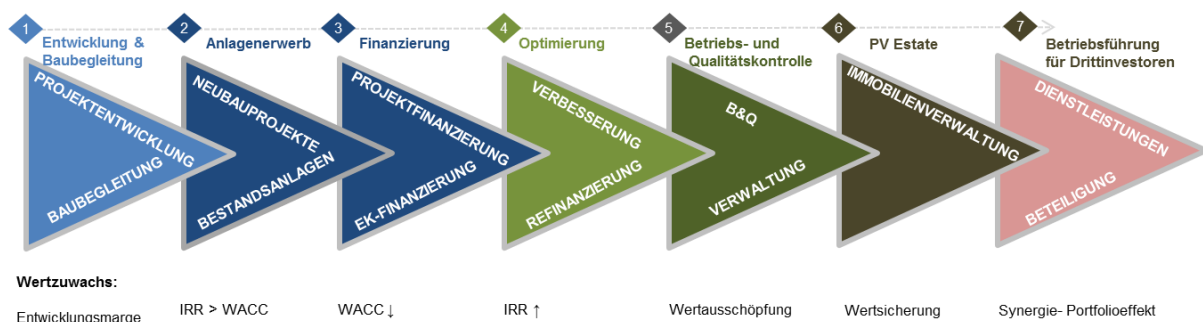 1
Entwicklung &
Baubegleitung
2
Anlagenerwerb
3
Finanzierung
4
Optimierung
5
Betriebs- und
Qualitätskontrolle
6
PV Estate
7
Betriebsführung
für Drittinvestoren
PROJEKTENTWICKLUNG
BAUBEGLEITUNG
NEUBAUPROJEKTE
BESTANDSANLAGEN
PROJEKTFINANZIERUNG
EK-FINANZIERUNG
VERBESSERUNG
REFINANZIERUNG
B&Q
VERWALTUNG
IMMOBILIENVERWALTUNG
DIENSTLEISTUNGEN
BETEILIGUNG
Wertzuwachs:
Entwicklungsmarge
IRR > WACC
WACC ↓
IRR ↑
Wertausschöpfung
Wertsicherung
Synergie- Portfolioeffekt